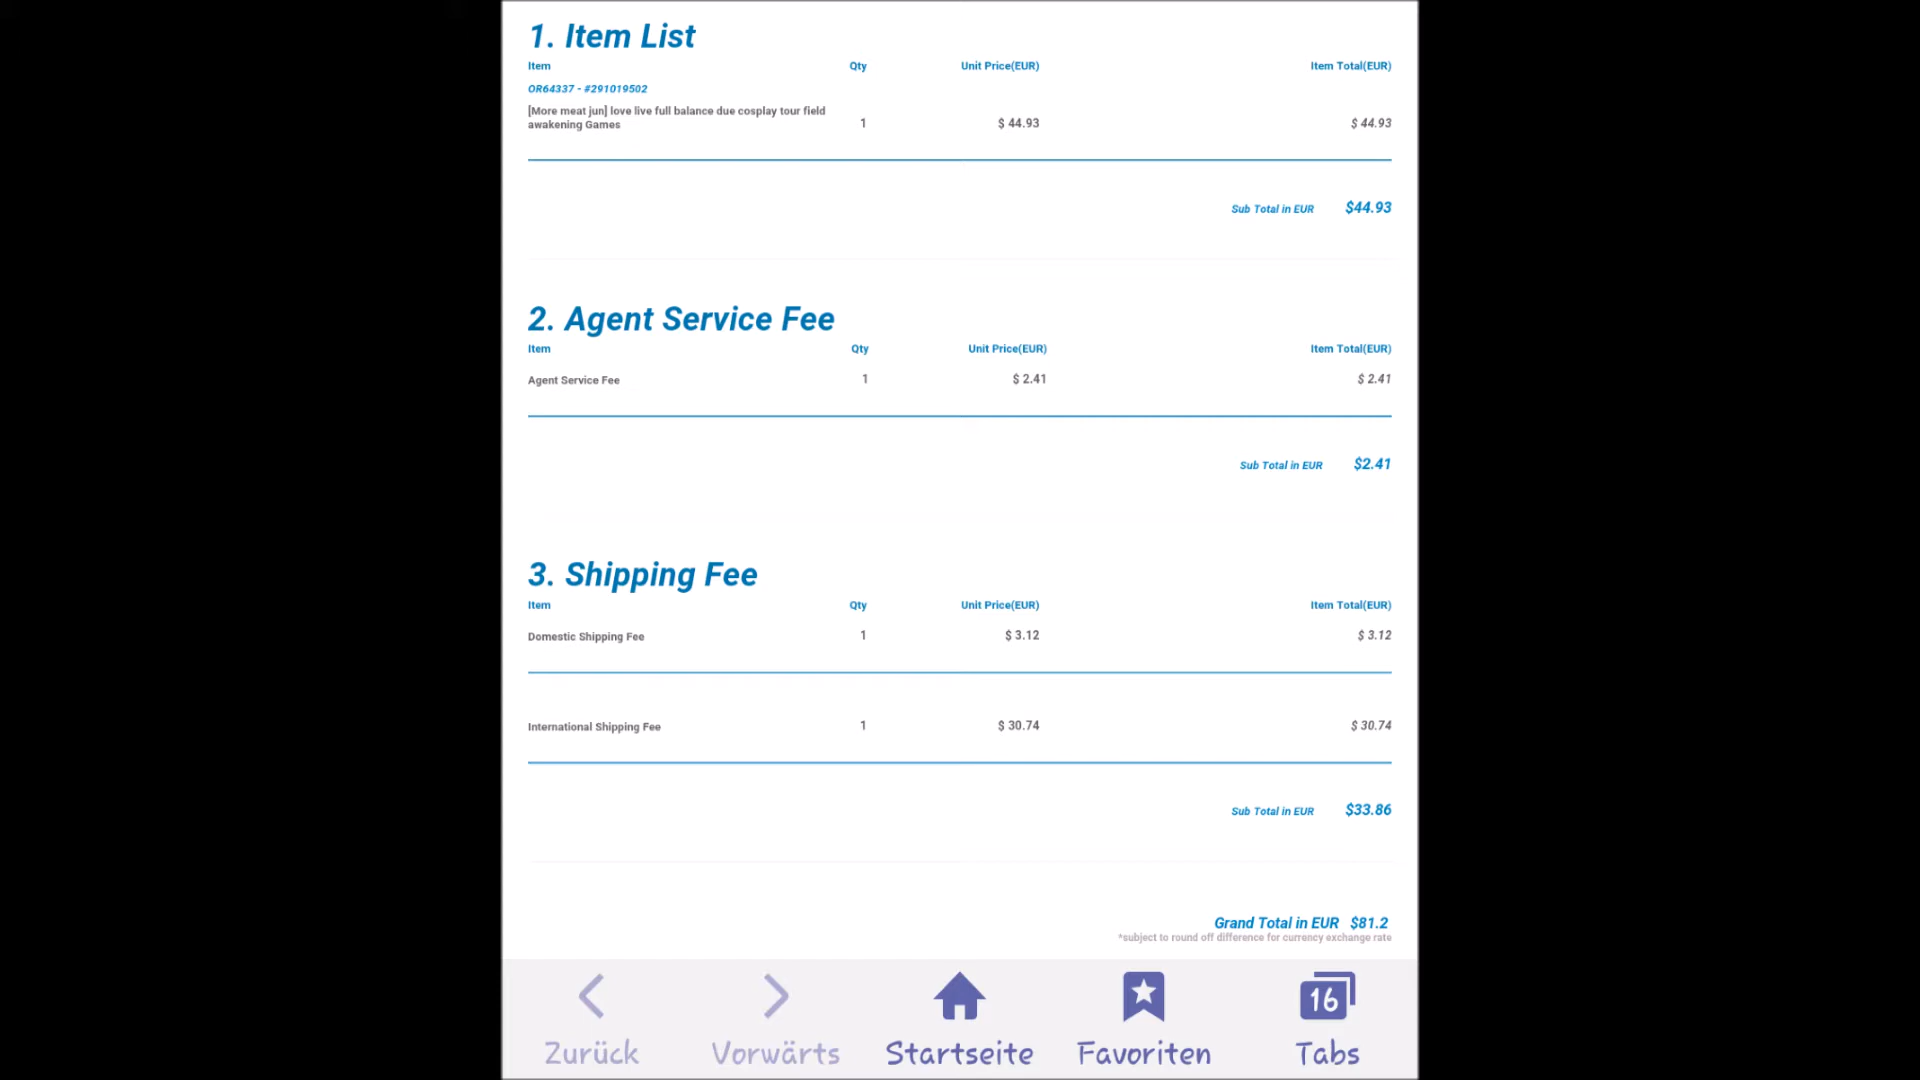 1. Item List
Item Qty Unit Price(EUR) Item Total(EUR)
OR64337 - #291019502
[More meat jun] love live full balance due cosplay tour field
awakening Games 1 $ 44.93 $ 44.93
Sub Total in EUR $44.93
2. Agent Service Fee
Item Qty Unit Price(EUR) Item Total(EUR)
Agent Service Fee 1 $ 2.41 $ 2.41
Sub Total in EUR $2.41
3. Shipping Fee
Item Qty Unit Price(EUR) Item Total(EUR)
Domestic Shipping Fee 1 $ 3.12 $ 3.12
International Shipping Fee 1 $ 30.74 $ 30.74
Sub Total in EUR $33.86
Grand Total in EUR $81.2
*subject to round off difference for currency exchange rate
16
Zurück Vorwärts Startseite Favoriten Tabs